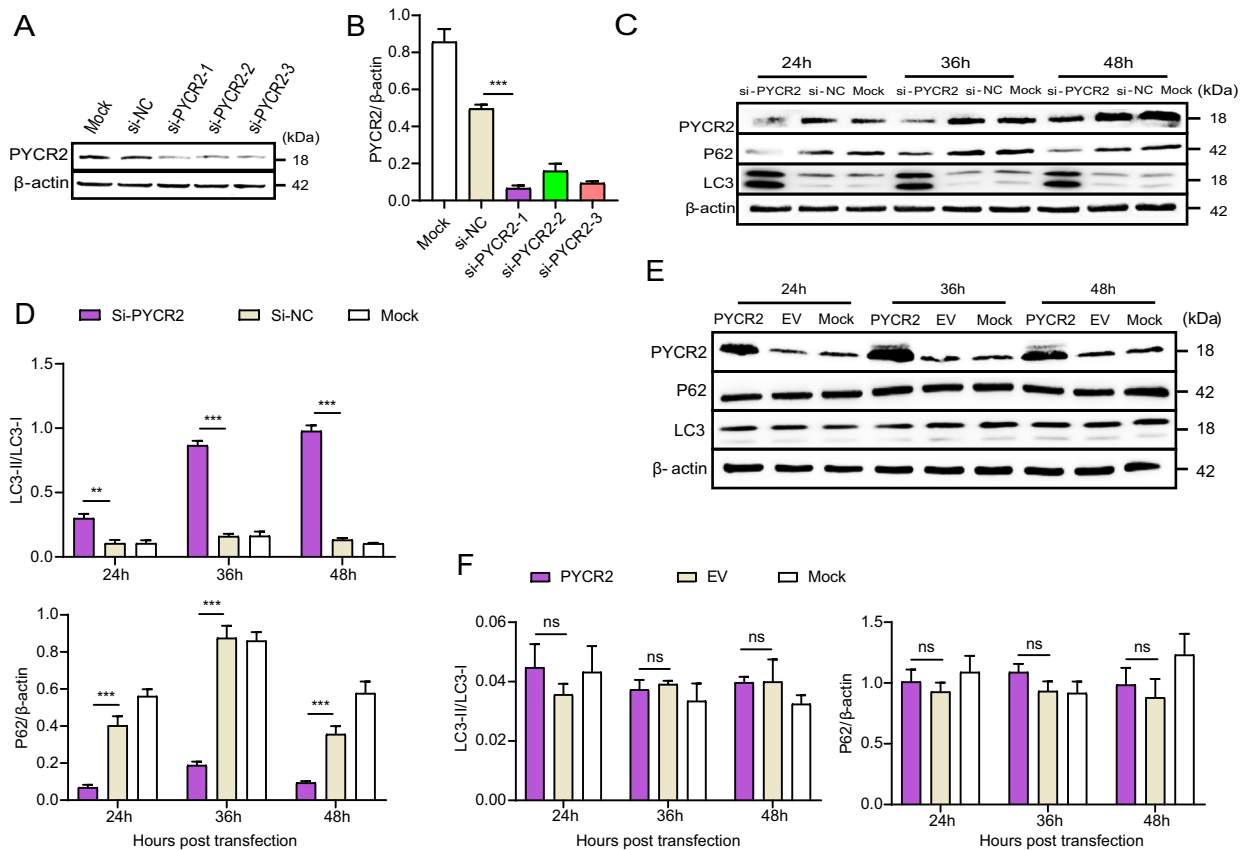 A
Mock
si-NC
si-PYCR2-1
si-PYCR2-2
si-PYCR2-3
(kDa)
PYCR2
18
β-actin
42
B
PYCR2/β-actin
1.0
0.8
0.6
0.4
0.2
0.0
***
Mock
si-NC
si-PYCR2-1
si-PYCR2-2
si-PYCR2-3
C
24h 36h 48h
si-PYCR2 si-NC Mock si-PYCR2 si-NC Mock si-PYCR2 si-NC Mock (kDa)
PYCR2 18
P62 42
LC3 18
β-actin 42
D
Si-PYCR2 Si-NC Mock
LC3-II/LC3-I
1.5
1.0
0.5
0.0
** *** ***
24h 36h 48h
P62/β-actin
1.0
0.8
0.6
0.4
0.2
0.0
*** *** ***
24h 36h 48h
Hours post transfection
E
24h 36h 48h
PYCR2 EV Mock PYCR2 EV Mock PYCR2 EV Mock (kDa)
PYCR2 18
P62 42
LC3 18
β- actin 42
F
PYCR2 EV Mock
LC3-II/LC3-I
0.06
0.04
0.02
0.00
ns ns ns
24h 36h 48h
Hours post transfection
P62/β-actin
1.5
1.0
0.5
0.0
ns ns ns
24h 36h 48h
Hours post transfection